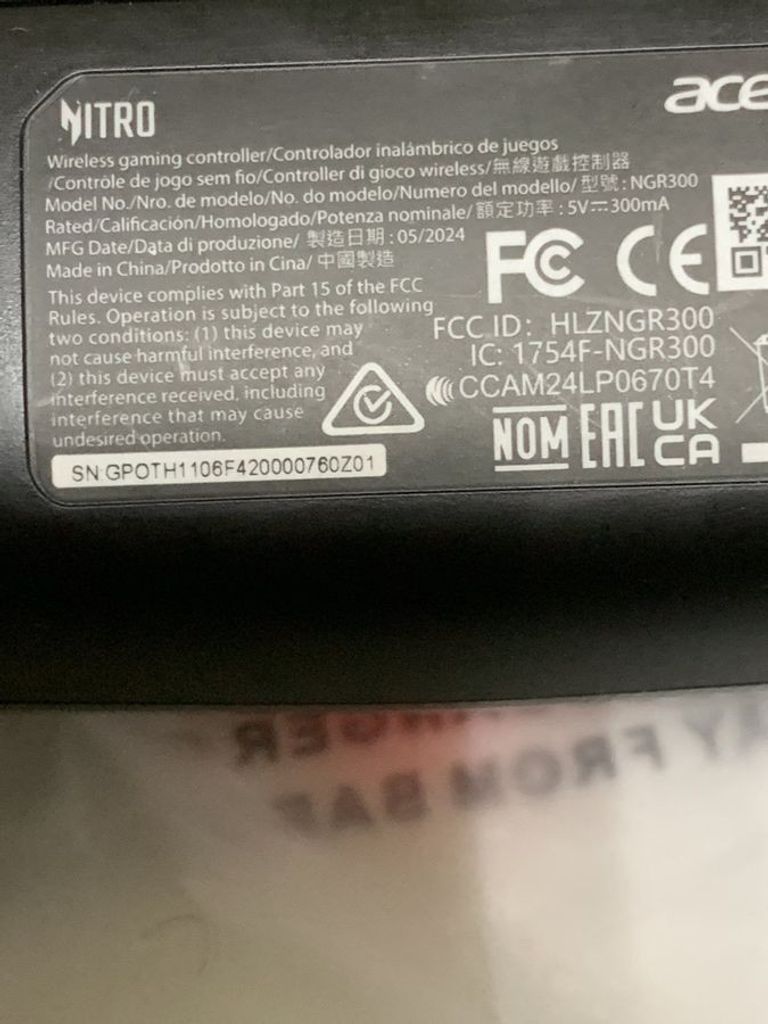 NITRO
acer
Wireless gaming controller/Controlador inalámbrico de juegos
/Contrôle de jogo sem fio/Controller di gioco wireless/無線遊戲控制器
Model No./Nro. de modelo/No. do modelo/Numero del modello/ 型號 : NGR300
Rated/Calificación/Homologado/Potenza nominale/ 額定功率 : 5V⎓300mA
MFG Date/Data di produzione/ 製造日期 : 05/2024
Made in China/Prodotto in Cina/ 中國製造
This device complies with Part 15 of the FCC
Rules. Operation is subject to the following
two conditions: (1) this device may
not cause harmful interference, and
(2) this device must accept any
interference received, including
interference that may cause
undesired operation.
SN:GPOTH1106F420000760Z01
FC CE
FCC ID: HLZNGR300
IC: 1754F-NGR300
CCAM24LP0670T4
NOM EAC UK
CA
AY FROM BAB